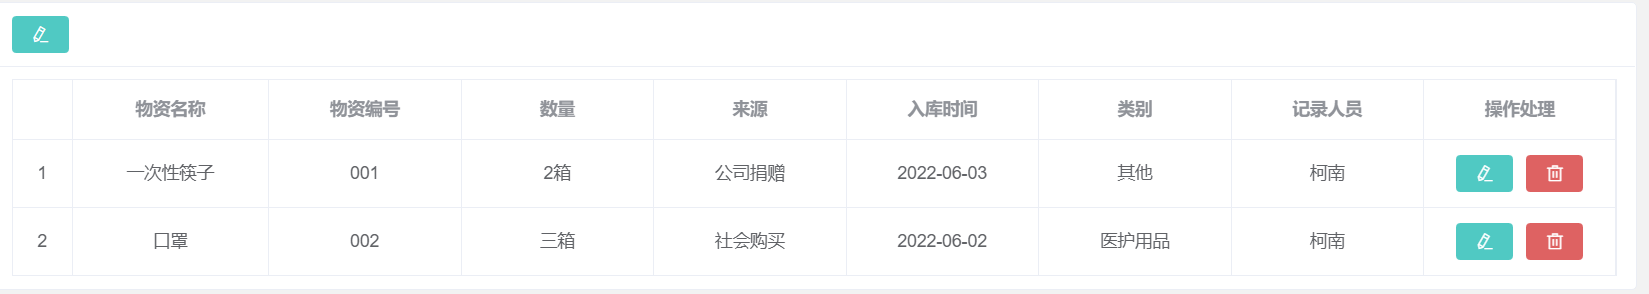 物资名称 物资编号 数量 来源 入库时间 类别 记录人员 操作处理
1 一次性筷子 001 2箱 公司捐赠 2022-06-03 其他 柯南
2 口罩 002 三箱 社会购买 2022-06-02 医护用品 柯南